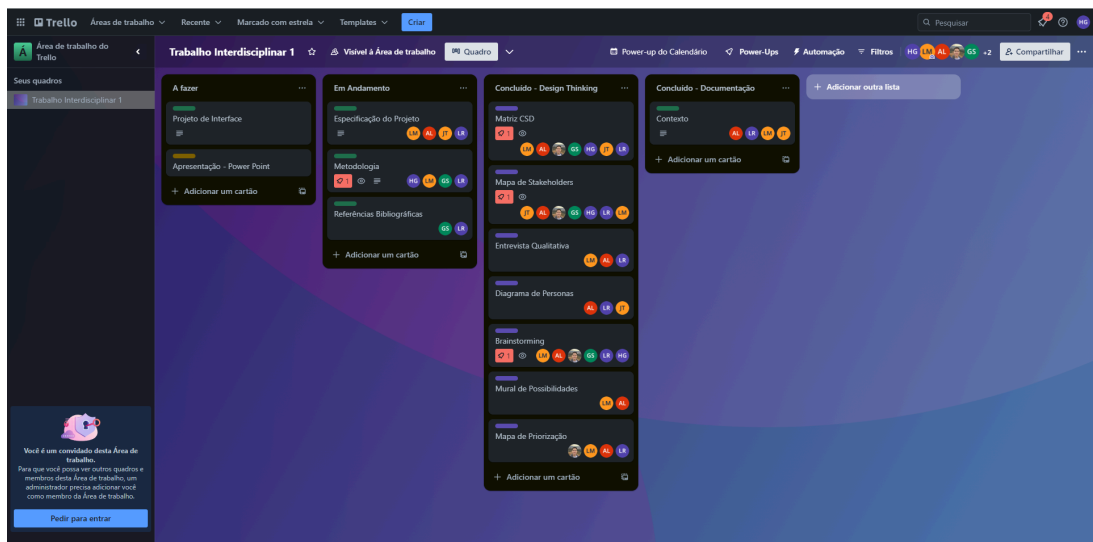 Trello
Áreas de trabalho
Recente
Marcado com estrela
Templates
Criar
Pesquisar
4
HG
Á
Área de trabalho do
Trello
Trabalho Interdisciplinar 1
Visível à Área de trabalho
Quadro
Power-up do Calendário
Power-Ups
Automação
Filtros
HG LM AL GS +2
Compartilhar
Seus quadros
Trabalho Interdisciplinar 1
A fazer
Projeto de Interface
Apresentação - Power Point
+ Adicionar um cartão
Em Andamento
Especificação do Projeto
LM AL JT LR
Metodologia
1
HG LM GS LR
Referências Bibliográficas
GS LR
+ Adicionar um cartão
Concluído - Design Thinking
Matriz CSD
1
LM AL GS HG JT LR
Mapa de Stakeholders
1
JT AL GS HG LR LM
Entrevista Qualitativa
LM AL LR
Diagrama de Personas
AL LR JT
Brainstorming
1
LM AL GS LR HG
Mural de Possibilidades
LM AL
Mapa de Priorização
LM AL LR
+ Adicionar um cartão
Concluído - Documentação
Contexto
AL LR LM JT
+ Adicionar um cartão
+ Adicionar outra lista
Você é um convidado desta Área de
trabalho.
Para que você possa ver outros quadros e
membros desta Área de trabalho, um
administrador precisa adicionar você
como membro da Área de trabalho.
Pedir para entrar